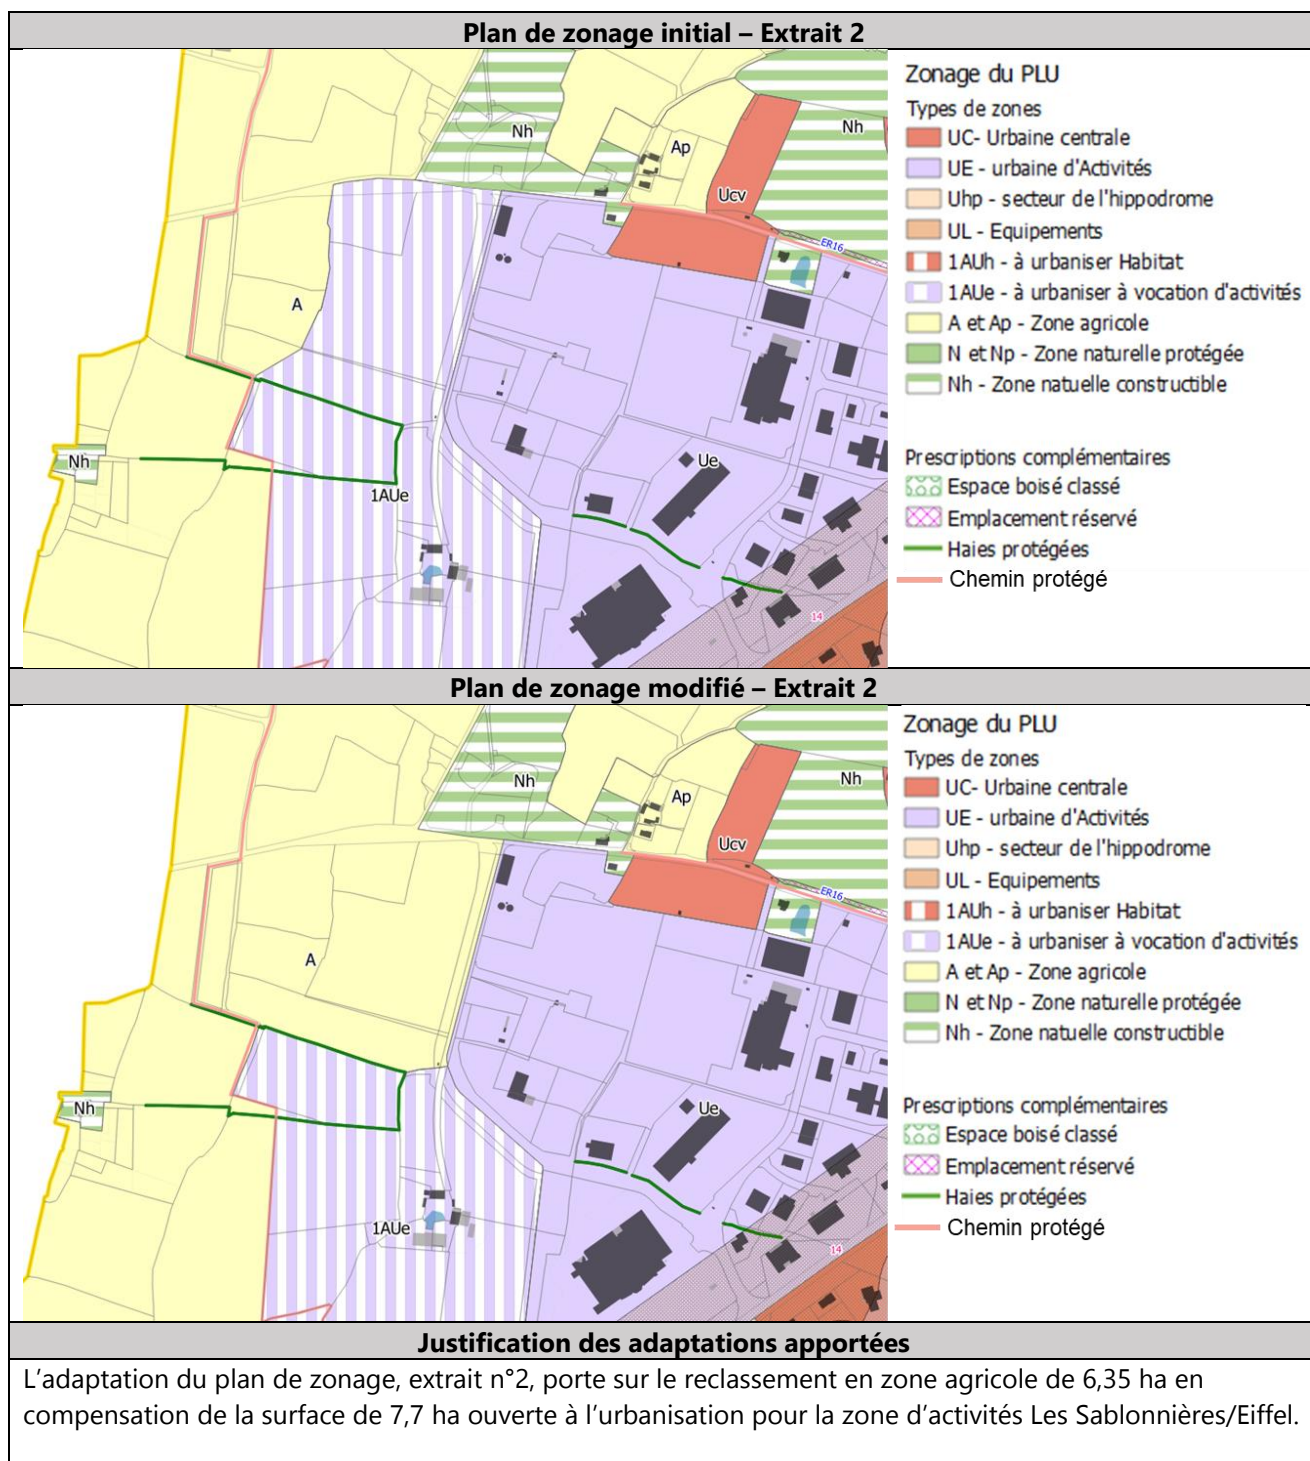 Plan de zonage initial – Extrait 2
Nh
Ap
Nh
Ucv
ER16
A
Nh
1AUe
Ue
14
Zonage du PLU
Types de zones
UC- Urbaine centrale
UE - urbaine d'Activités
Uhp - secteur de l'hippodrome
UL - Equipements
1AUh - à urbaniser Habitat
1AUe - à urbaniser à vocation d'activités
A et Ap - Zone agricole
N et Np - Zone naturelle protégée
Nh - Zone natuelle constructible
Prescriptions complémentaires
Espace boisé classé
Emplacement réservé
Haies protégées
Chemin protégé
Plan de zonage modifié – Extrait 2
Nh
Ap
Nh
Ucv
ER16
A
Nh
1AUe
Ue
14
Zonage du PLU
Types de zones
UC- Urbaine centrale
UE - urbaine d'Activités
Uhp - secteur de l'hippodrome
UL - Equipements
1AUh - à urbaniser Habitat
1AUe - à urbaniser à vocation d'activités
A et Ap - Zone agricole
N et Np - Zone naturelle protégée
Nh - Zone natuelle constructible
Prescriptions complémentaires
Espace boisé classé
Emplacement réservé
Haies protégées
Chemin protégé
Justification des adaptations apportées
L'adaptation du plan de zonage, extrait n°2, porte sur le reclassement en zone agricole de 6,35 ha en
compensation de la surface de 7,7 ha ouverte à l'urbanisation pour la zone d'activités Les Sablonnières/Eiffel.